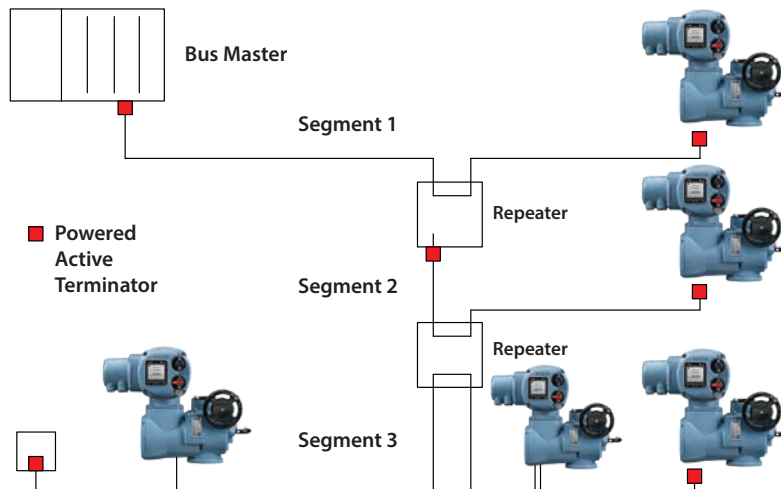 Bus Master
Segment 1
Repeater
Powered
Active
Terminator
Segment 2
Repeater
Segment 3